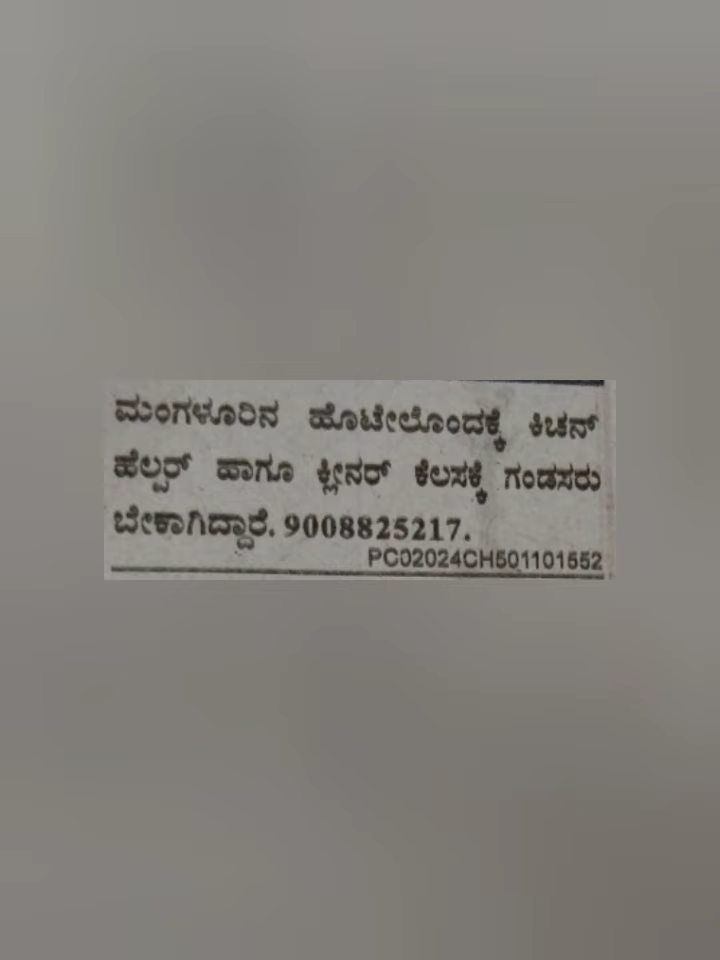 ಮಂಗಳೂರಿನ ಹೊಟೇಲೊಂದಕ್ಕೆ ಕಿಚನ್
ಹೆಲ್ಪರ್ ಹಾಗೂ ಕ್ಲೀನರ್ ಕೆಲಸಕ್ಕೆ ಗಂಡಸರು
ಬೇಕಾಗಿದ್ದಾರೆ. 9008825217.
PC02024CH501101552